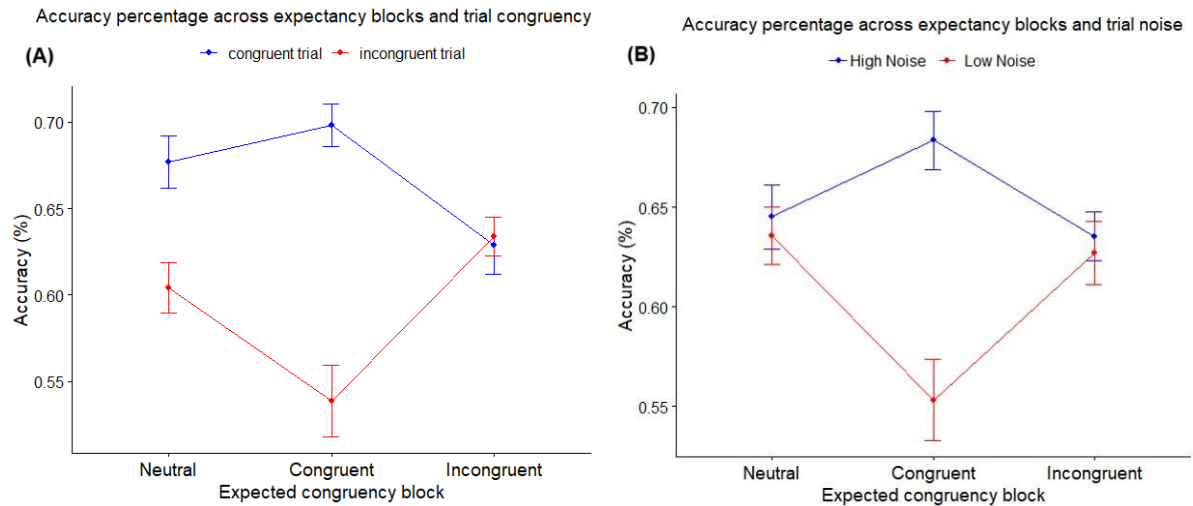 Accuracy percentage across expectancy blocks and trial congruency
(A)
congruent trial incongruent trial
0.70
0.65
0.60
0.55
Accuracy (%)
Neutral Congruent Incongruent
Expected congruency block
Accuracy percentage across expectancy blocks and trial noise
(B)
High Noise Low Noise
0.70
0.65
0.60
0.55
Accuracy (%)
Neutral Congruent Incongruent
Expected congruency block